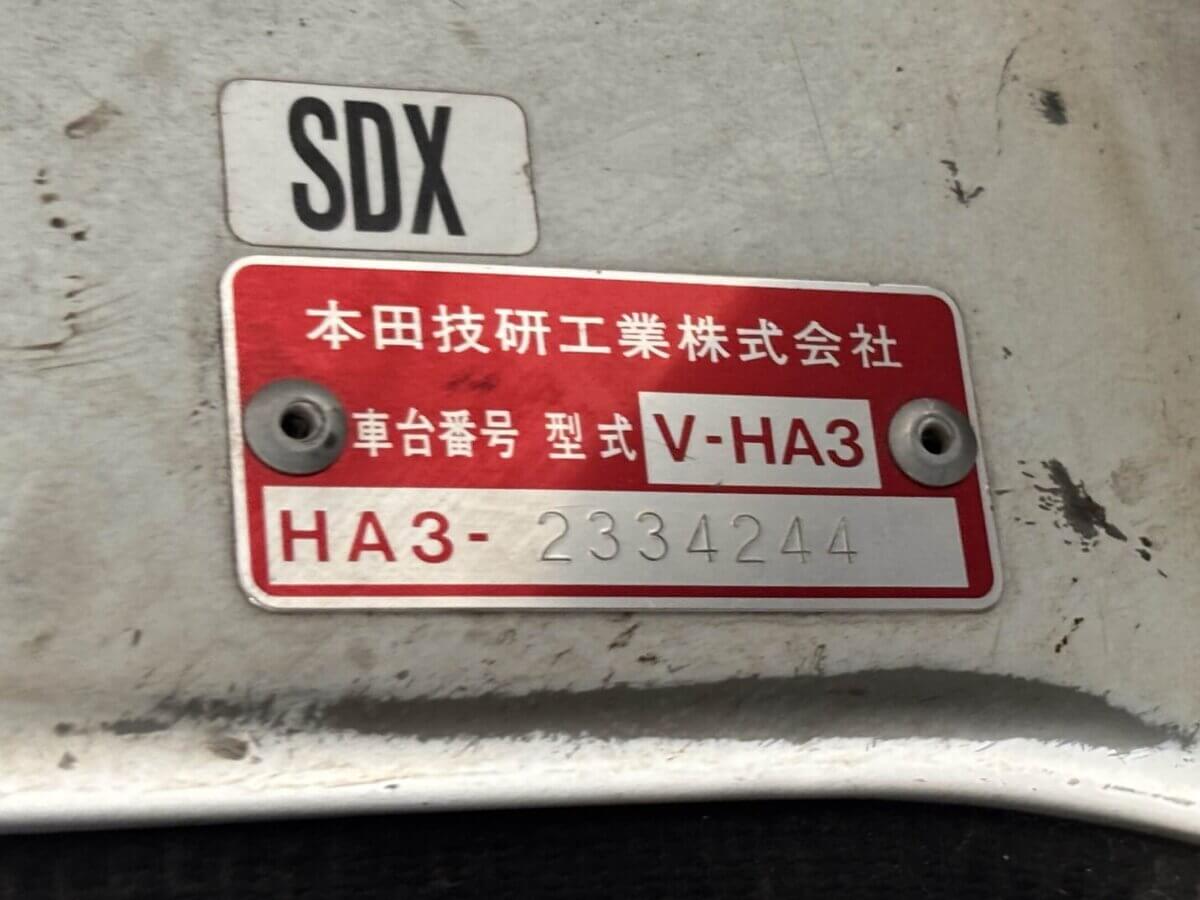 SDX
本田技研工業株式会社
車台番号 型式 V-HA3
HA3- 2334244